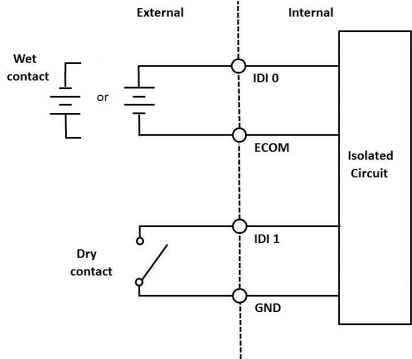 External
Internal
Wet
contact
or
IDI 0
ECOM
Isolated
Circuit
IDI 1
Dry
contact
GND